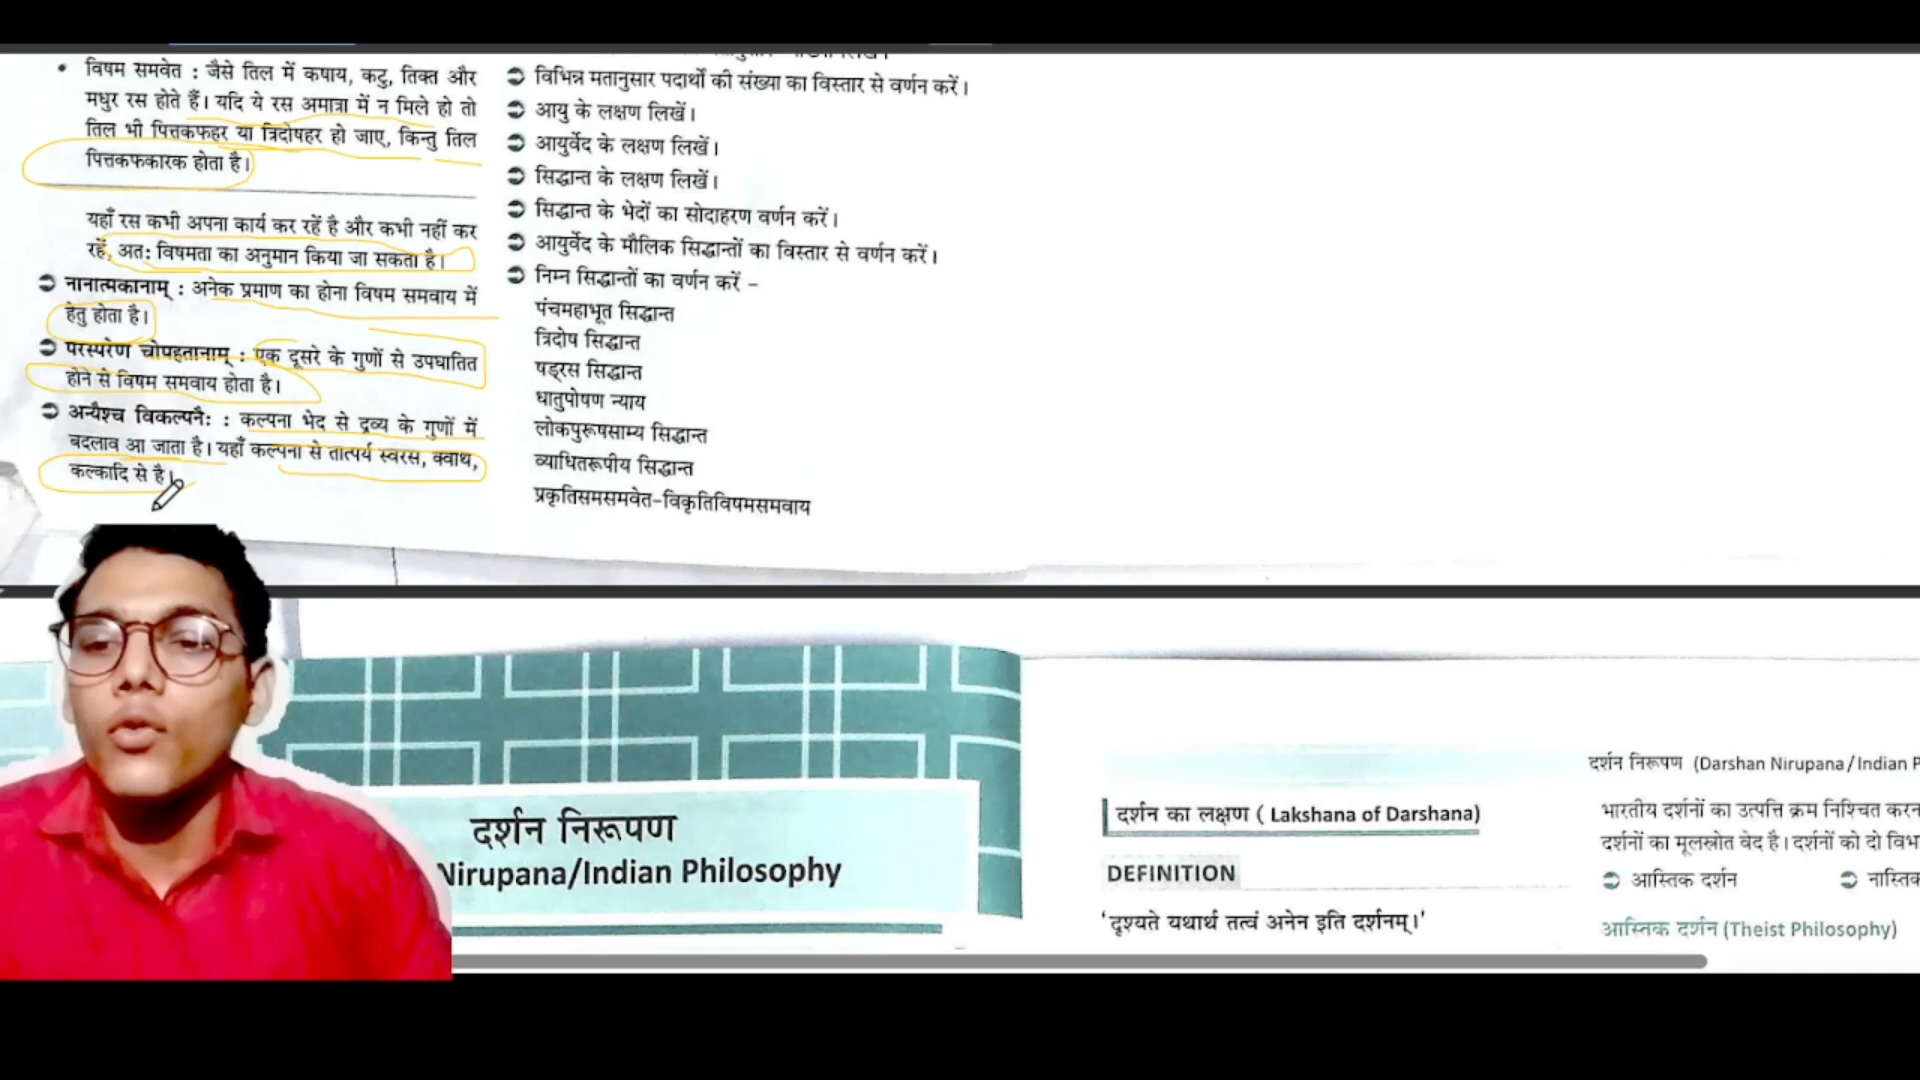 • विषम समवेत : जैसे तिल में कषाय, कटु, तिक्त और
मधुर रस होते हैं। यदि ये रस अमात्रा में न मिले हो तो
तिल भी पित्तकफहर या त्रिदोषहर हो जाए, किन्तु तिल
पित्तकफकारक होता है।
यहाँ रस कभी अपना कार्य कर रहें है और कभी नहीं कर
रहें, अतः विषमता का अनुमान किया जा सकता है।
➲ नानात्मकानाम् : अनेक प्रमाण का होना विषम समवाय में
हेतु होता है।
➲ परस्परेण चोपहतानाम् : एक दूसरे के गुणों से उपघातित
होने से विषम समवाय होता है।
➲ अन्यैश्च विकल्पनैः : कल्पना भेद से द्रव्य के गुणों में
बदलाव आ जाता है। यहाँ कल्पना से तात्पर्य स्वरस, क्वाथ,
कल्कादि से है।
➲ विभिन्न मतानुसार पदार्थों की संख्या का विस्तार से वर्णन करें।
➲ आयु के लक्षण लिखें।
➲ आयुर्वेद के लक्षण लिखें।
➲ सिद्धान्त के लक्षण लिखें।
➲ सिद्धान्त के भेदों का सोदाहरण वर्णन करें।
➲ आयुर्वेद के मौलिक सिद्धान्तों का विस्तार से वर्णन करें।
➲ निम्न सिद्धान्तों का वर्णन करें –
पंचमहाभूत सिद्धान्त
त्रिदोष सिद्धान्त
षड्रस सिद्धान्त
धातुपोषण न्याय
लोकपुरूषसाम्य सिद्धान्त
व्याधितरूपीय सिद्धान्त
प्रकृतिसमसमवेत-विकृतिविषमसमवाय
दर्शन निरूपण
Nirupana/Indian Philosophy
दर्शन का लक्षण ( Lakshana of Darshana)
DEFINITION
'दृश्यते यथार्थ तत्वं अनेन इति दर्शनम्।'
दर्शन निरूपण (Darshan Nirupana/Indian P
भारतीय दर्शनों का उत्पत्ति क्रम निश्चित करन
दर्शनों का मूलस्रोत वेद है। दर्शनों को दो विभ
➲ आस्तिक दर्शन ➲ नास्तिक
आस्तिक दर्शन (Theist Philosophy)